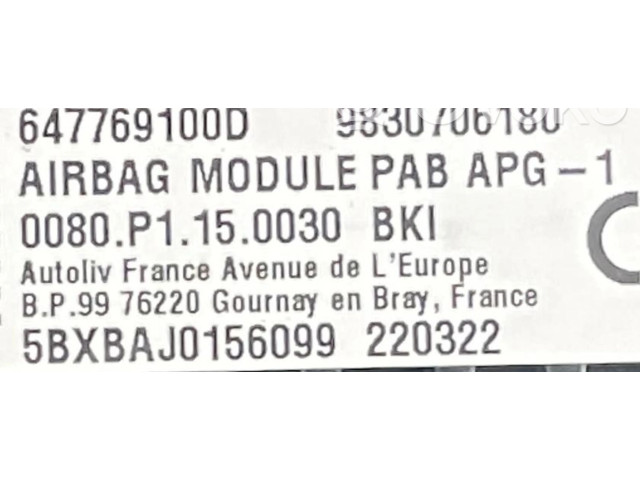 647769100D 9830706180
AIRBAG MODULE PAB APG-1
0080.P1.15.0030 BKI
Autoliv France Avenue de L'Europe
B.P.99 76220 Gournay en Bray, France
5BXBAJ0156099 220322